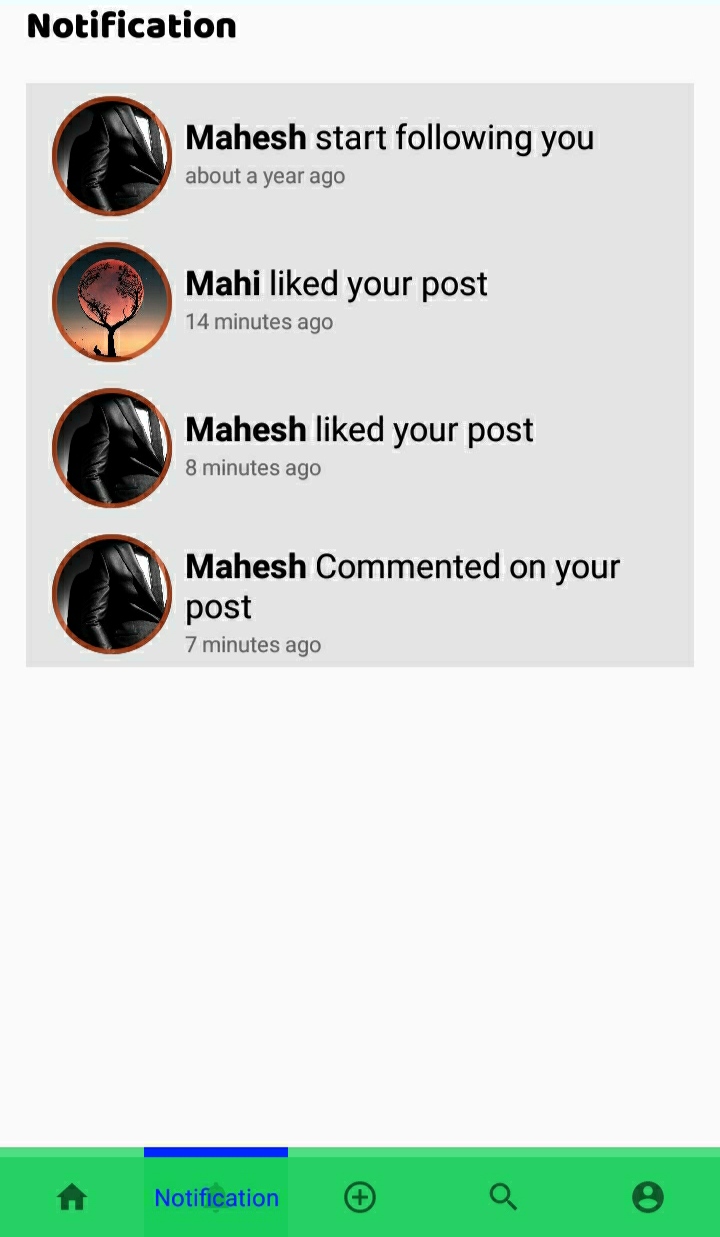 Notification
Mahesh start following you
about a year ago
Mahi liked your post
14 minutes ago
Mahesh liked your post
8 minutes ago
Mahesh Commented on your
post
7 minutes ago
Notification